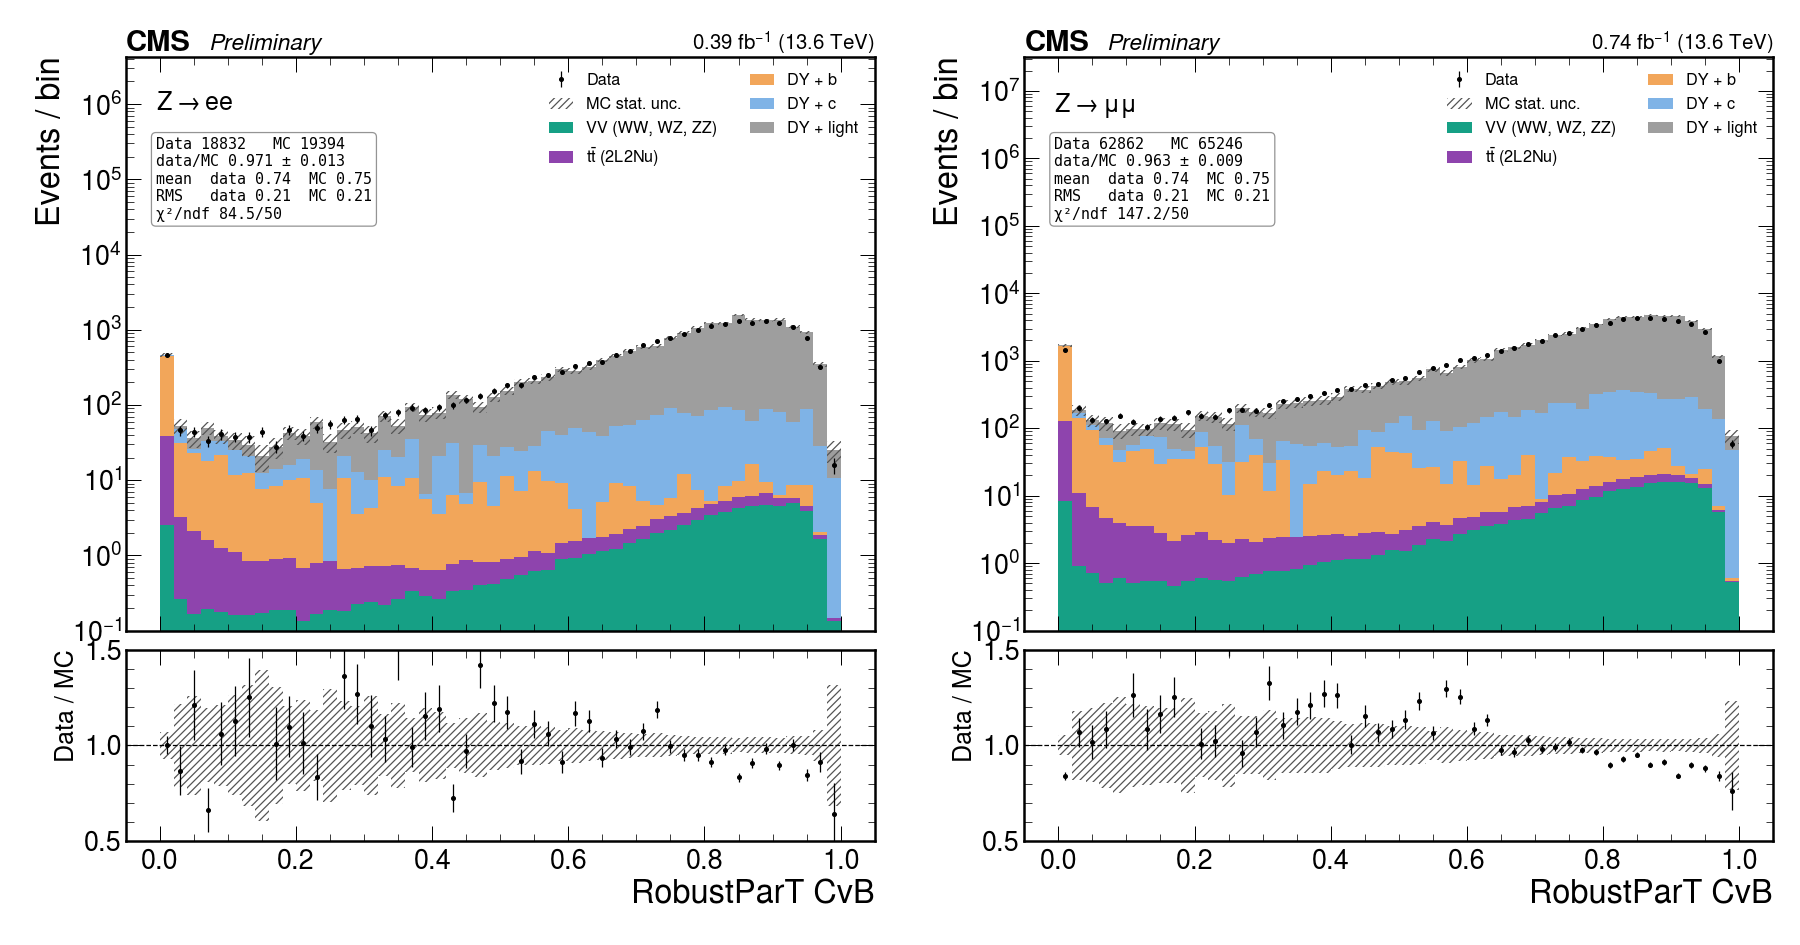 CMS Preliminary 0.39 fb⁻¹ (13.6 TeV)
Z → ee
Data
MC stat. unc.
VV (WW, WZ, ZZ)
tt̄ (2L2Nu)
DY + b
DY + c
DY + light
Data 18832 MC 19394
data/MC 0.971 ± 0.013
mean data 0.74 MC 0.75
RMS data 0.21 MC 0.21
χ²/ndf 84.5/50
Events / bin
10⁶
10⁵
10⁴
10³
10²
10¹
10⁰
10⁻¹
Data / MC
1.5
1.0
0.5
0.0 0.2 0.4 0.6 0.8 1.0
RobustParT CvB
CMS Preliminary 0.74 fb⁻¹ (13.6 TeV)
Z → μμ
Data
MC stat. unc.
VV (WW, WZ, ZZ)
tt̄ (2L2Nu)
DY + b
DY + c
DY + light
Data 62862 MC 65246
data/MC 0.963 ± 0.009
mean data 0.74 MC 0.75
RMS data 0.21 MC 0.21
χ²/ndf 147.2/50
Events / bin
10⁷
10⁶
10⁵
10⁴
10³
10²
10¹
10⁰
10⁻¹
Data / MC
1.5
1.0
0.5
0.0 0.2 0.4 0.6 0.8 1.0
RobustParT CvB